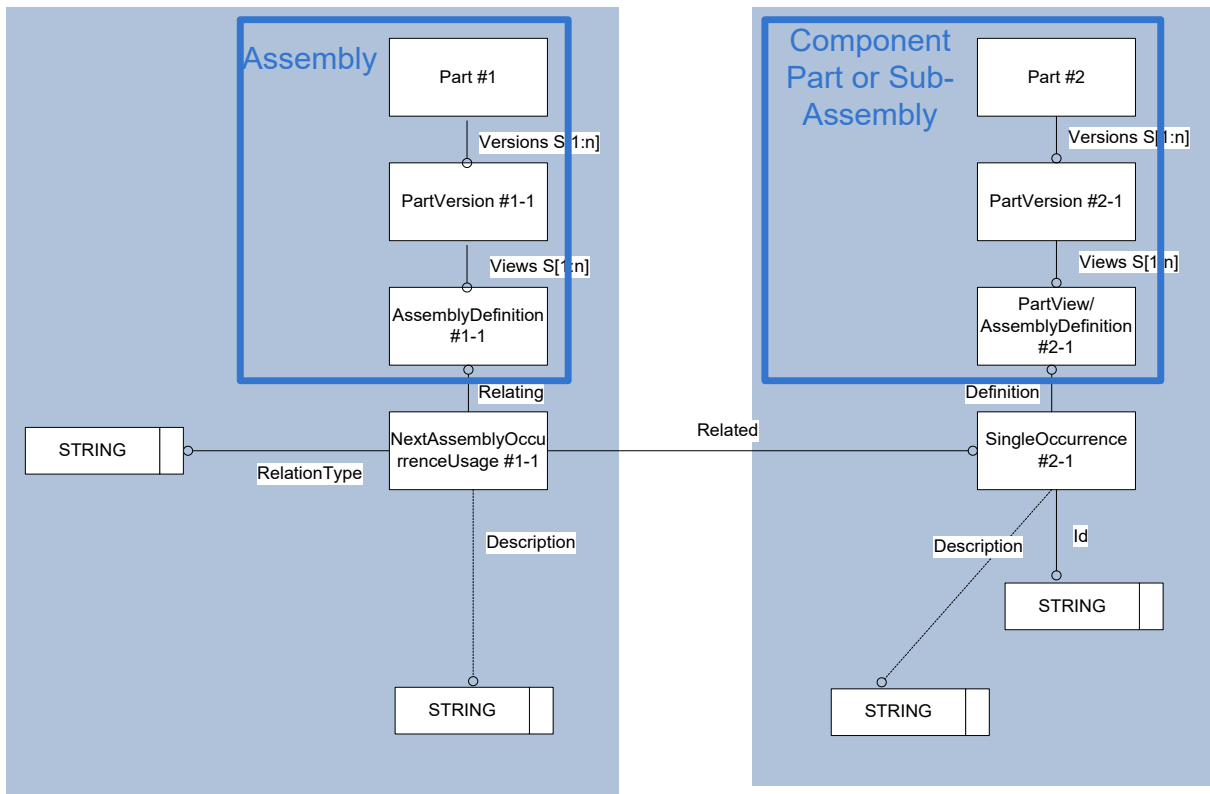 Assembly
Part #1
Versions S[1:n]
PartVersion #1-1
Views S[1:n]
AssemblyDefinition
#1-1
Relating
NextAssemblyOccu
rrenceUsage #1-1
STRING
RelationType
Description
STRING
Related
Component
Part or Sub-
Assembly
Part #2
Versions S[1:n]
PartVersion #2-1
Views S[1:n]
PartView/
AssemblyDefinition
#2-1
Definition
SingleOccurrence
#2-1
Id
Description
STRING
STRING